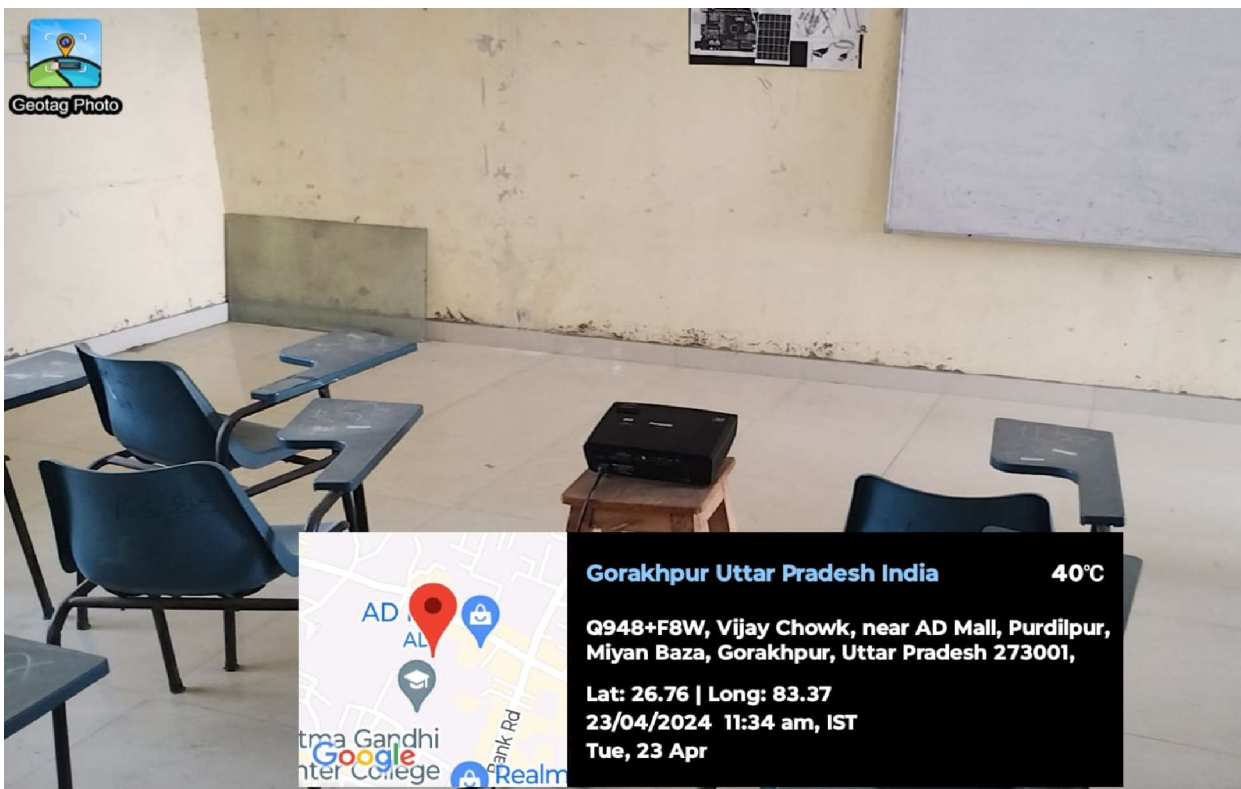 Geotag Photo
Gorakhpur Uttar Pradesh India
40°C
Q948+F8W, Vijay Chowk, near AD Mall, Purdilpur,
Miyan Baza, Gorakhpur, Uttar Pradesh 273001,
Lat: 26.76 | Long: 83.37
23/04/2024 11:34 am, IST
Tue, 23 Apr
AD
AD
tma Gandhi
nter College
Google
Bank Rd
Realm